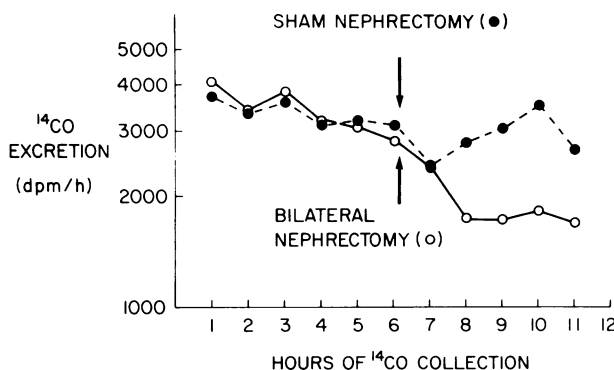 SHAM NEPHRECTOMY (●)
5000
4000
¹⁴CO
EXCRETION
(dpm/h)
3000
2000
BILATERAL
NEPHRECTOMY (○)
1000
1 2 3 4 5 6 7 8 9 10 11 12
HOURS OF ¹⁴CO COLLECTION